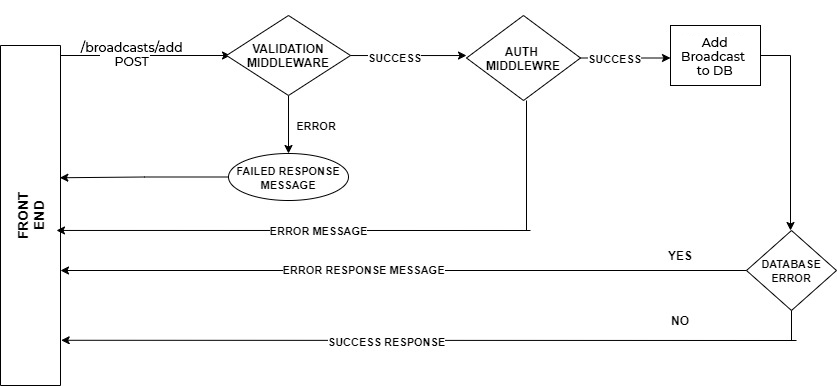 /broadcasts/add
POST
VALIDATION
MIDDLEWARE
SUCCESS
AUTH
MIDDLEWRE
SUCCESS
Add
Broadcast
to DB
ERROR
FAILED RESPONSE
MESSAGE
FRONT
END
ERROR MESSAGE
YES
DATABASE
ERROR
ERROR RESPONSE MESSAGE
NO
SUCCESS RESPONSE